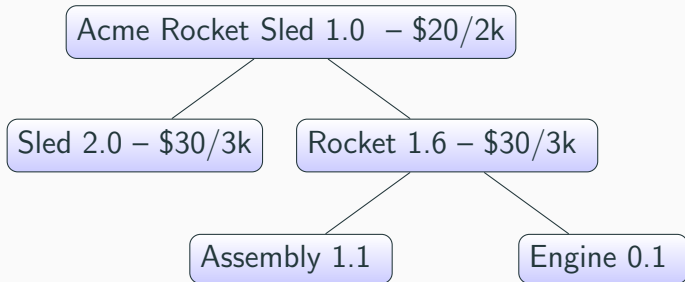 Acme Rocket Sled 1.0 – $20/2k
Sled 2.0 – $30/3k
Rocket 1.6 – $30/3k
Assembly 1.1
Engine 0.1